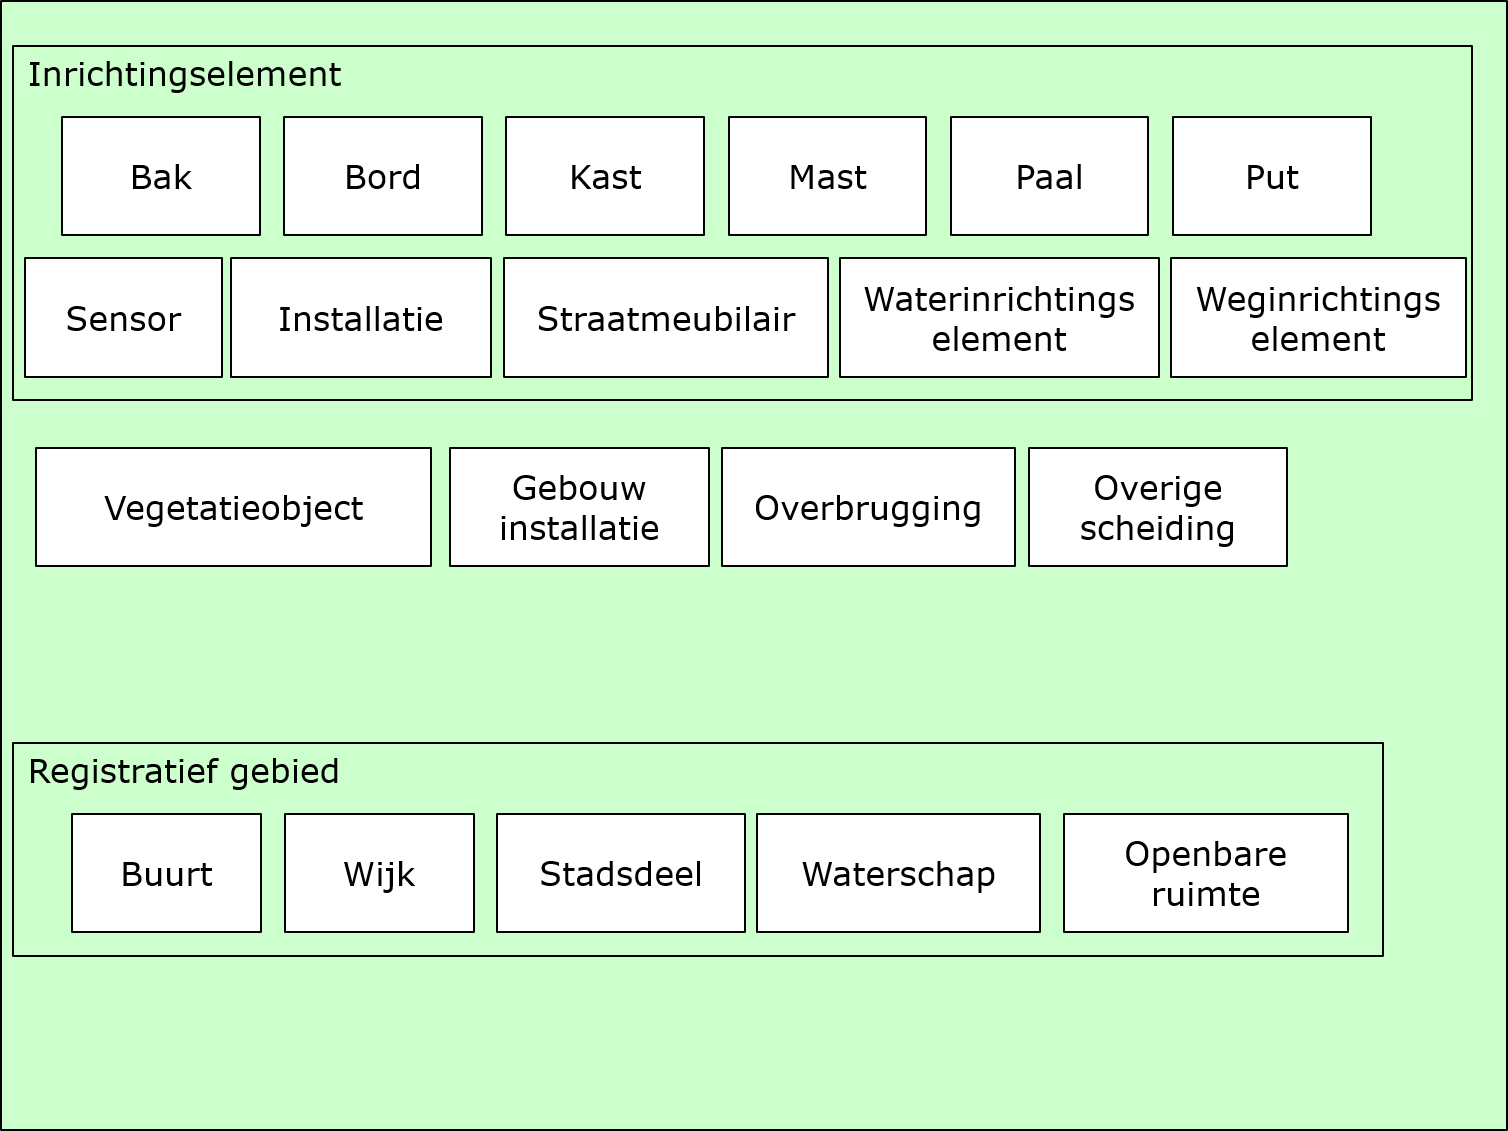 Inrichtingselement
Bak
Bord
Kast
Mast
Paal
Put
Sensor
Installatie
Straatmeubilair
Waterinrichtings
element
Weginrichtings
element
Vegetatieobject
Gebouw
installatie
Overbrugging
Overige
scheiding
Registratief gebied
Buurt
Wijk
Stadsdeel
Waterschap
Openbare
ruimte